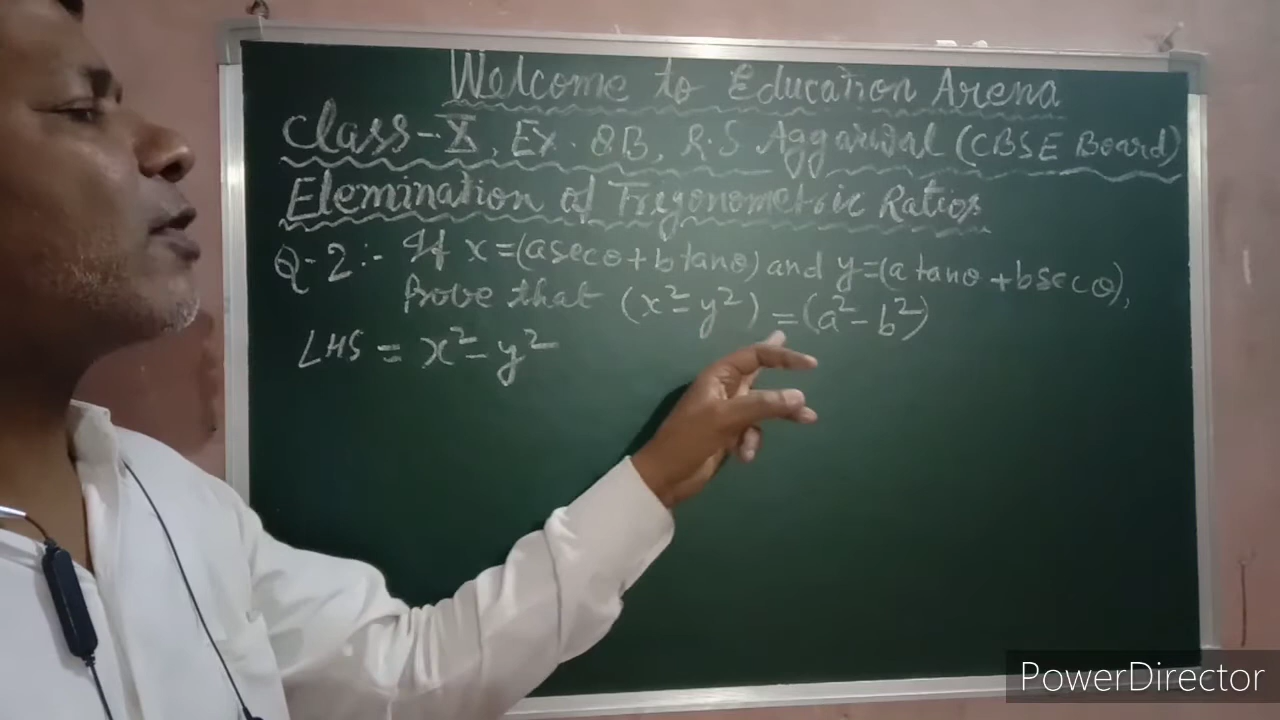 Welcome to Education Arena
Class-X, Ex. 8B, R.S Aggarwal (CBSE Board)
Elemination of Trigonometric Ratios
Q-2:- If x=(asecθ+btanθ) and y=(atanθ+bsecθ),
Prove that (x²-y²)=(a²-b²)
LHS = x²-y²
PowerDirector